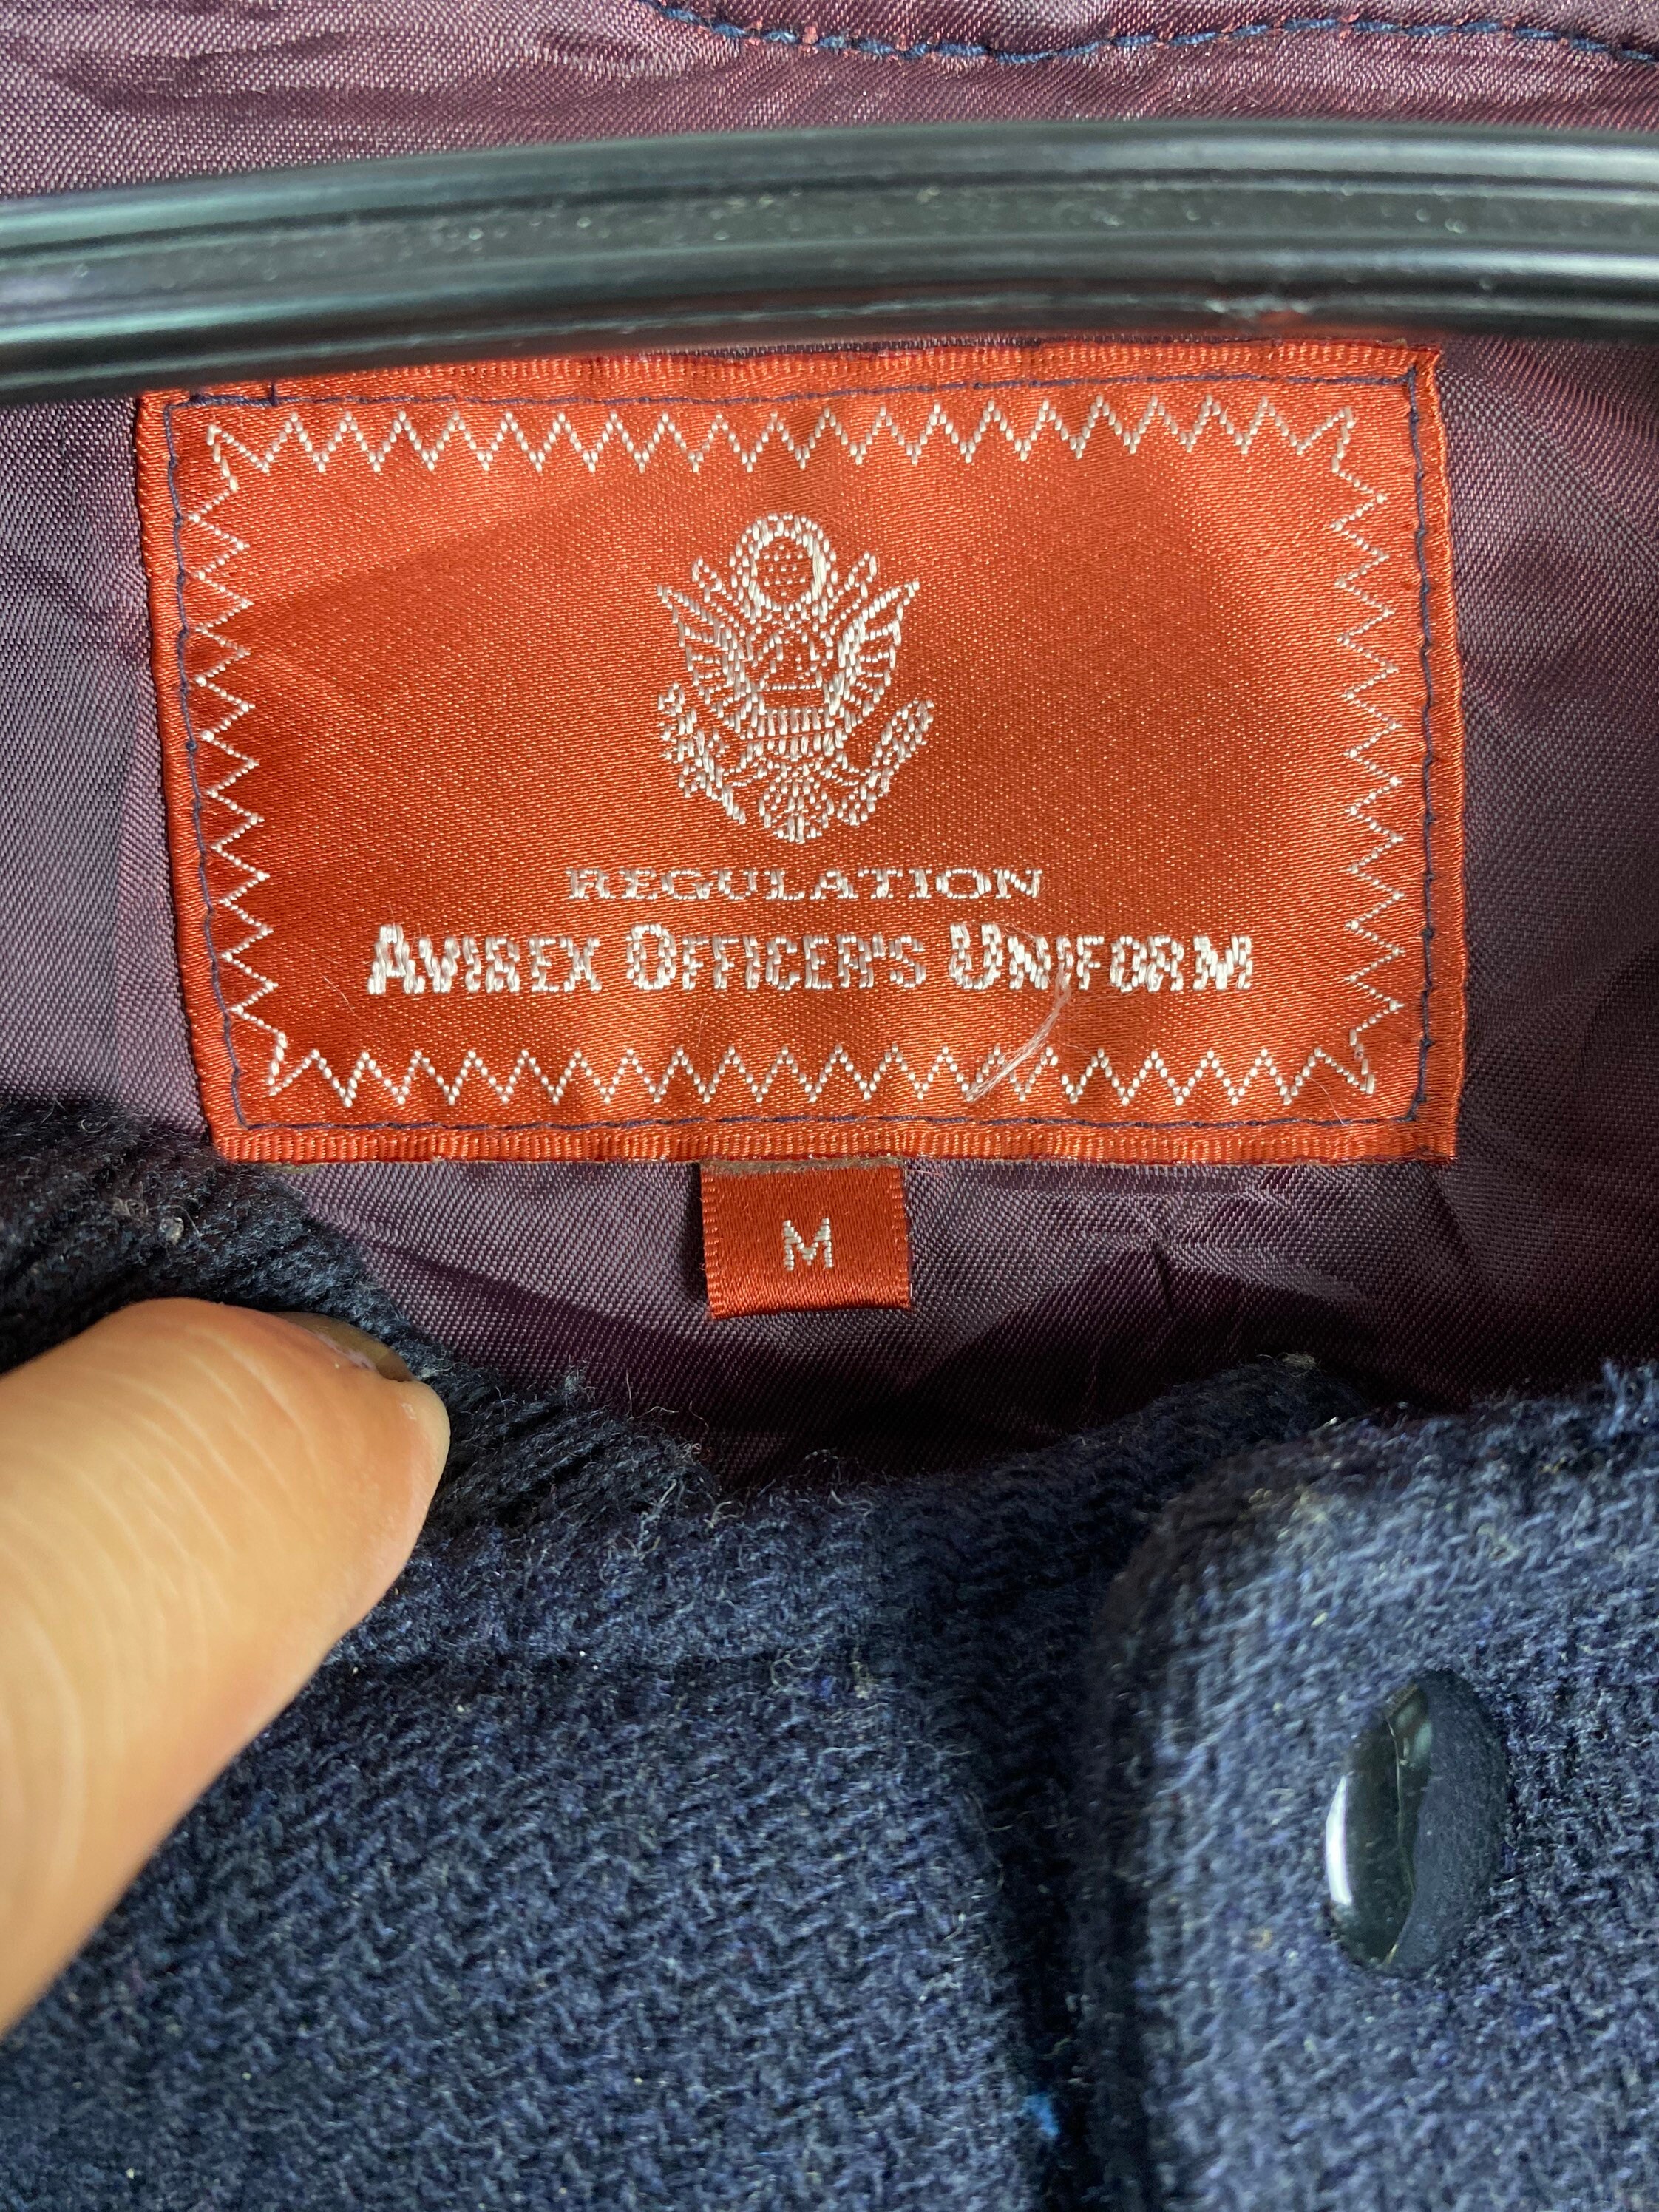 REGULATION
AVIREX OFFICER'S UNIFORM
M